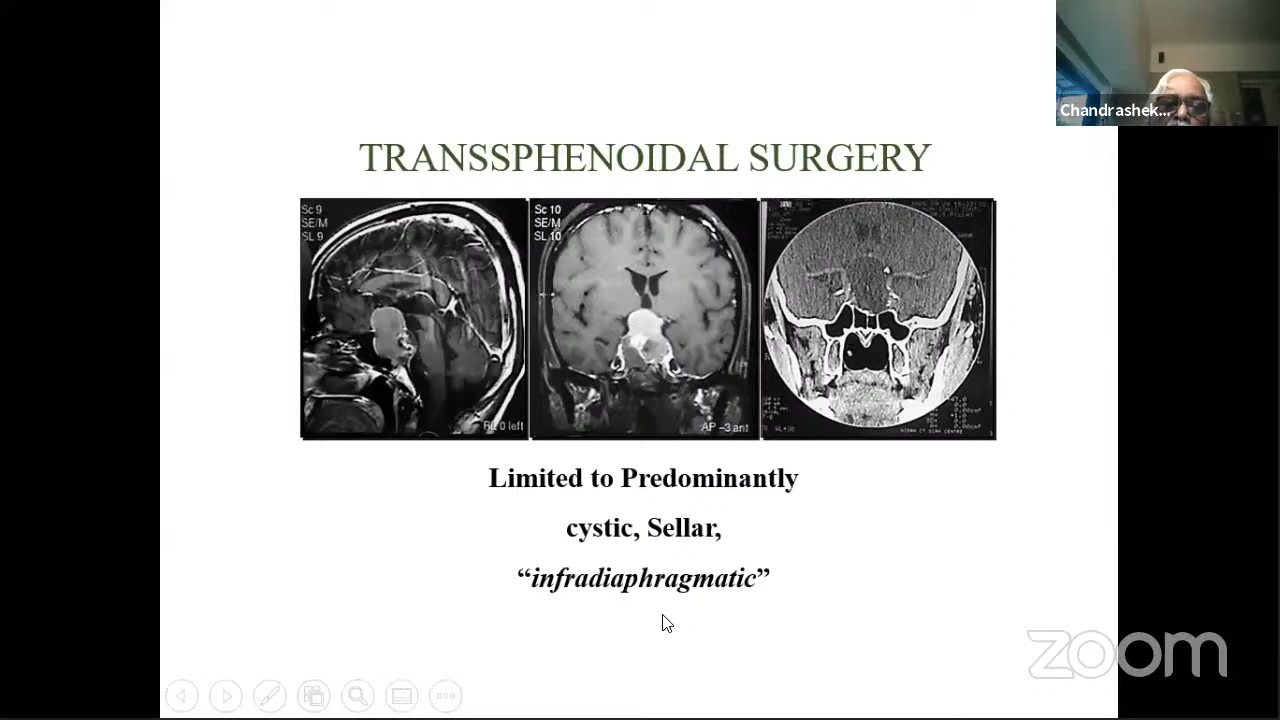 Chandrashek...
TRANSSPHENOIDAL SURGERY
Sc 9
SE/M
SL 9
Sc 10
SE/M
SL 10
AP -3 ant
Limited to Predominantly
cystic, Sellar,
“infradiaphragmatic”
zoom